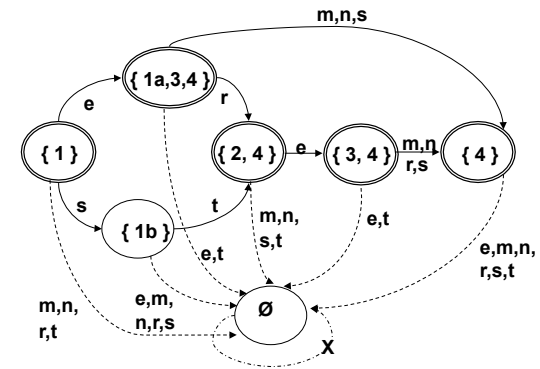 m,n,s
{ 1a,3,4 }
e
r
{ 1 }
{ 2, 4 }
e
{ 3, 4 }
m,n
r,s
{ 4 }
s
t
{ 1b }
m,n,
s,t
e,t
e,t
e,m,n,
r,s,t
m,n,
r,t
e,m,
n,r,s
Ø
X